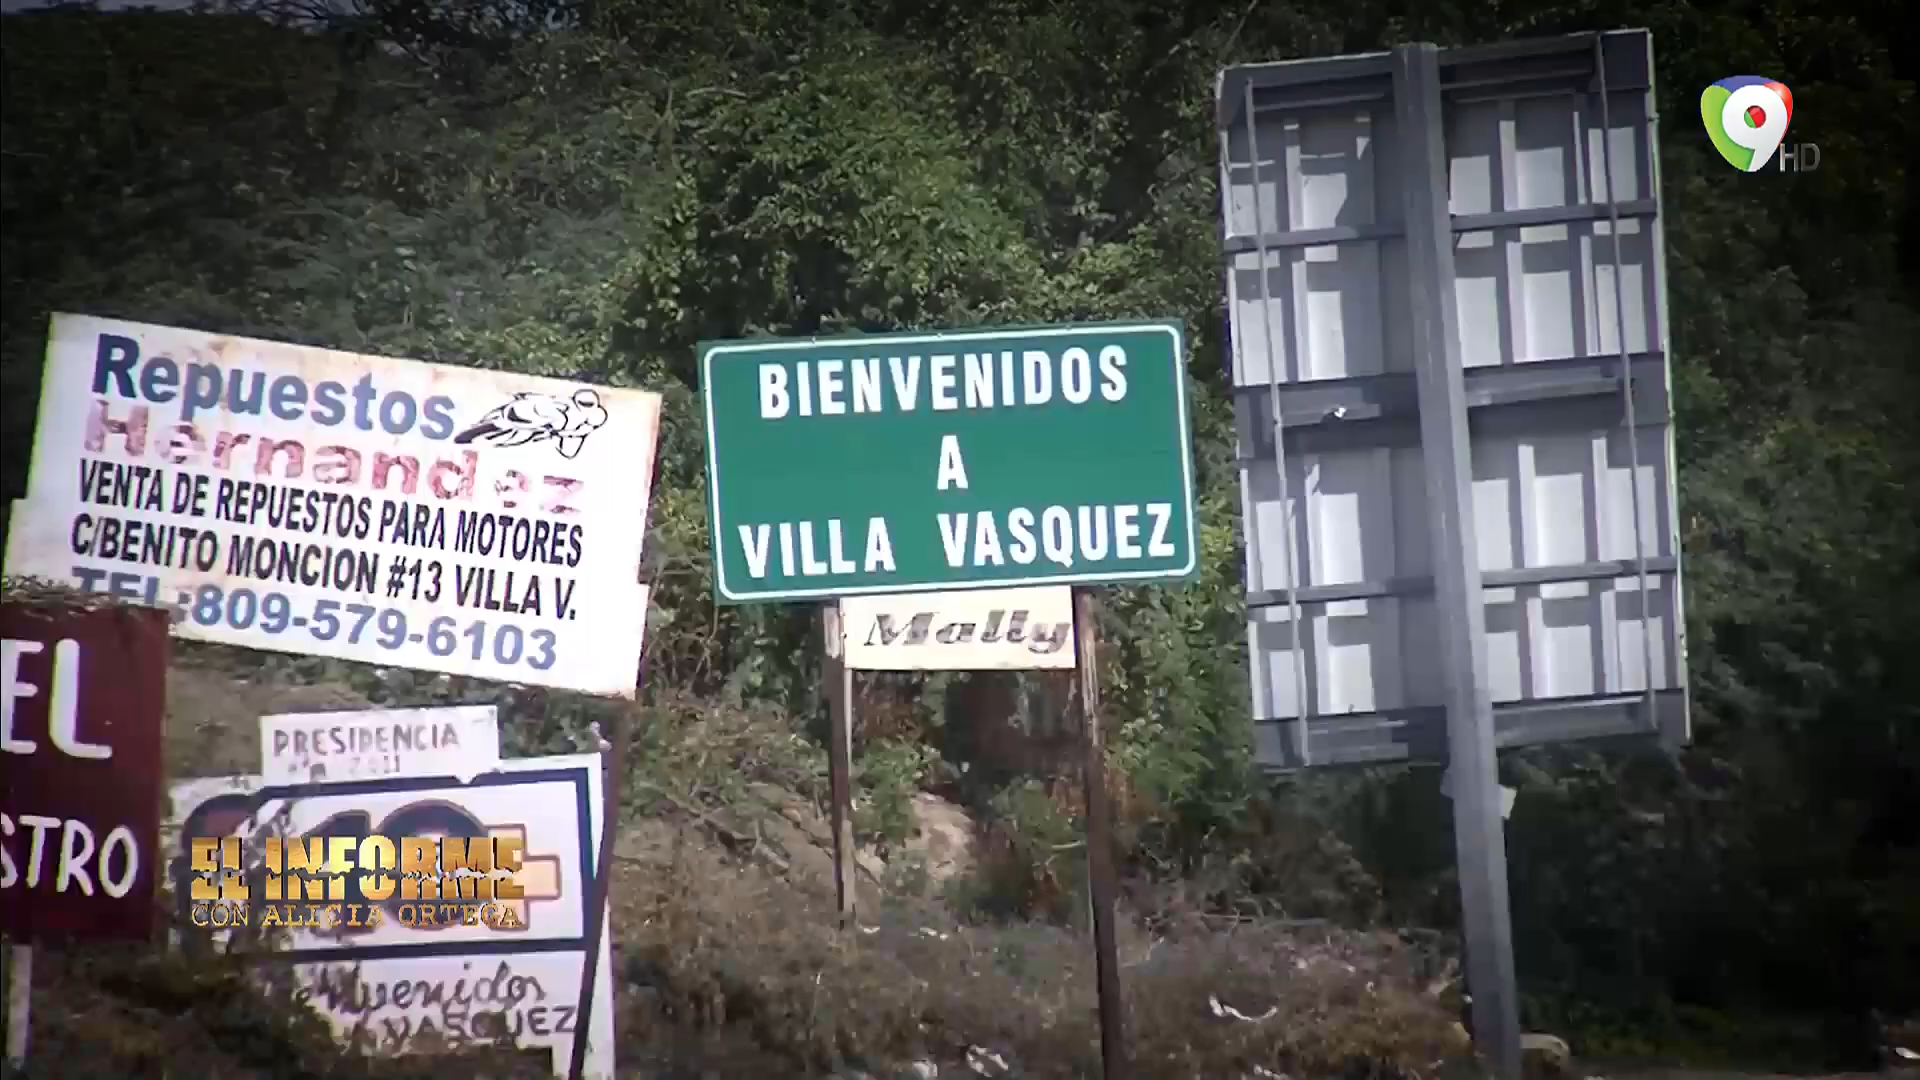 9
HD
Repuestos
Hernandez
VENTA DE REPUESTOS PARA MOTORES
C/BENITO MONCION #13 VILLA V.
TEL:809-579-6103
BIENVENIDOS
A
VILLA VASQUEZ
Mally
EL
STRO
PRESIDENCIA
EL INFORME
CON ALICIA ORTEGA
VASQUEZ